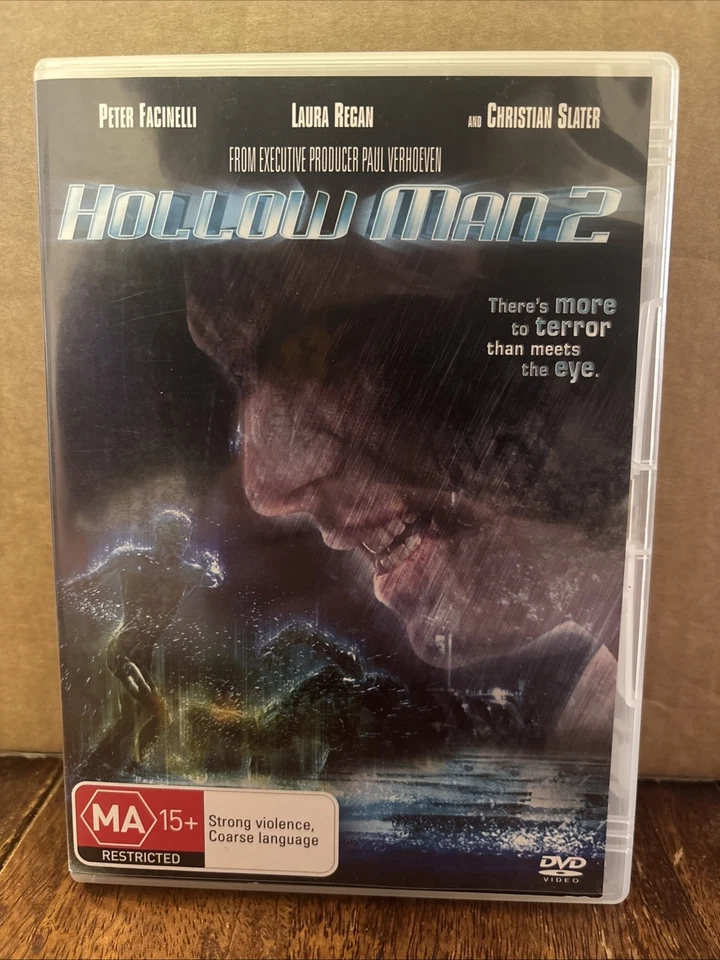 PETER FACINELLI LAURA REGAN AND CHRISTIAN SLATER
FROM EXECUTIVE PRODUCER PAUL VERHOEVEN
HOLLOW MAN 2
There's more
to terror
than meets
the eye.
MA 15+
RESTRICTED
Strong violence,
Coarse language
DVD
VIDEO